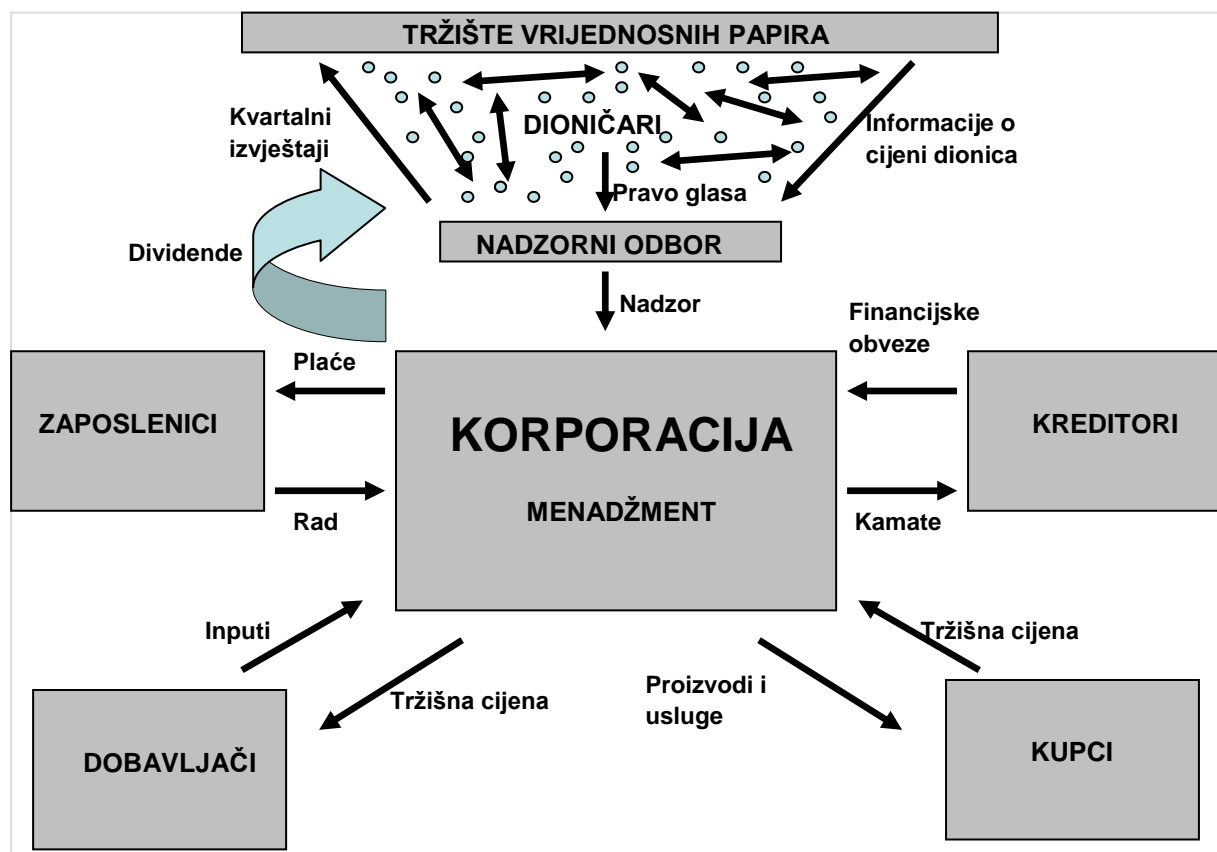 TRŽIŠTE VRIJEDNOSNIH PAPIRA
Kvartalni
izvještaji
DIONIČARI
Informacije o
cijeni dionica
Pravo glasa
Dividende
NADZORNI ODBOR
Nadzor
Financijske
obveze
Plaće
ZAPOSLENICI
KORPORACIJA
KREDITORI
MENADŽMENT
Rad
Kamate
Inputi
Tržišna cijena
Tržišna cijena
Proizvodi i
usluge
DOBAVLJAČI
KUPCI